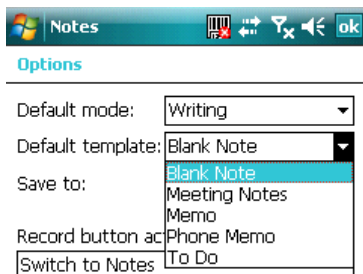 Notes ok
Options
Default mode: Writing
Default template: Blank Note
Blank Note
Save to:
Meeting Notes
Memo
Record button ac Phone Memo
Switch to Notes To Do